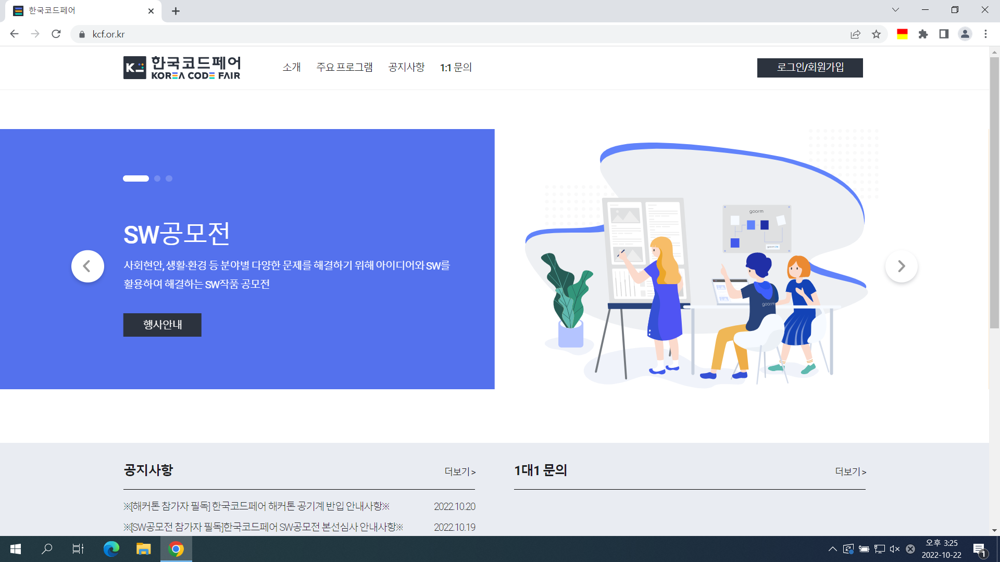 한국코드페어
kcf.or.kr
한국코드페어
KOREA CODE FAIR
소개 주요 프로그램 공지사항 1:1 문의
로그인/회원가입
SW공모전
사회현안, 생활·환경 등 분야별 다양한 문제를 해결하기 위해 아이디어와 SW를
활용하여 해결하는 SW작품 공모전
행사안내
goorm
goorm
공지사항
더보기 >
※[해커톤 참가자 필독] 한국코드페어 해커톤 공기계 반입 안내사항※ 2022.10.20
※[SW공모전 참가자 필독]한국코드페어 SW공모전 본선심사 안내사항※ 2022.10.19
1대1 문의
더보기 >
오후 3:25
2022-10-22
1